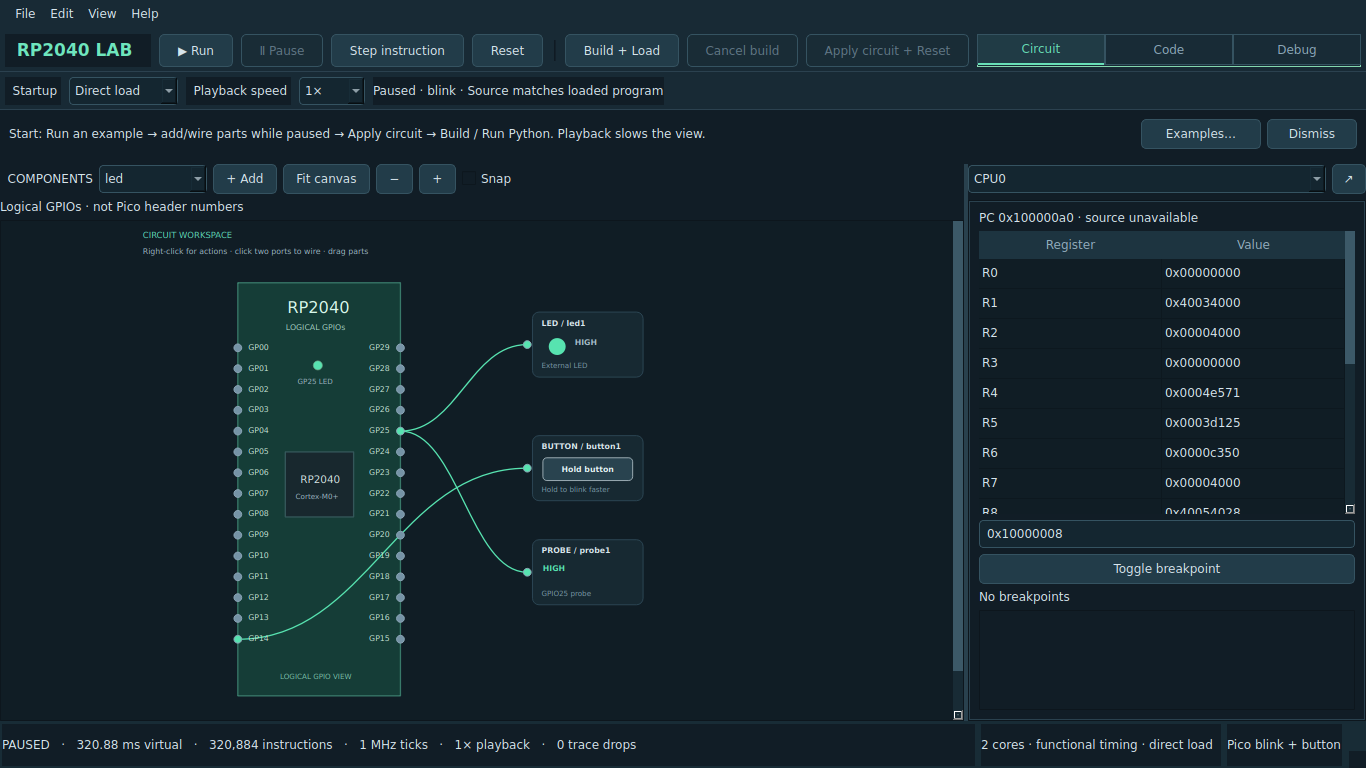 File Edit View Help
RP2040 LAB ▶ Run ⏸ Pause Step instruction Reset Build + Load Cancel build Apply circuit + Reset Circuit Code Debug
Startup Direct load Playback speed 1× Paused · blink · Source matches loaded program
Start: Run an example → add/wire parts while paused → Apply circuit → Build / Run Python. Playback slows the view. Examples... Dismiss
COMPONENTS led + Add Fit canvas − + Snap
Logical GPIOs · not Pico header numbers
CIRCUIT WORKSPACE
Right-click for actions · click two ports to wire · drag parts
RP2040
LOGICAL GPIOs
GP00 GP29
GP01 GP28
GP25 LED
GP02 GP27
GP03 GP26
GP04 GP25
GP05 GP24
GP06 GP23
RP2040
Cortex-M0+
GP07 GP22
GP08 GP21
GP09 GP20
GP10 GP19
GP11 GP18
GP12 GP17
GP13 GP16
GP14 GP15
LOGICAL GPIO VIEW
LED / led1
HIGH
External LED
BUTTON / button1
Hold button
Hold to blink faster
PROBE / probe1
HIGH
GPIO25 probe
CPU0 ↗
PC 0x100000a0 · source unavailable
Register Value
R0 0x00000000
R1 0x40034000
R2 0x00004000
R3 0x00000000
R4 0x0004e571
R5 0x0003d125
R6 0x0000c350
R7 0x00004000
R8 0x40054028
0x10000008
Toggle breakpoint
No breakpoints
PAUSED · 320.88 ms virtual · 320,884 instructions · 1 MHz ticks · 1× playback · 0 trace drops
2 cores · functional timing · direct load Pico blink + button